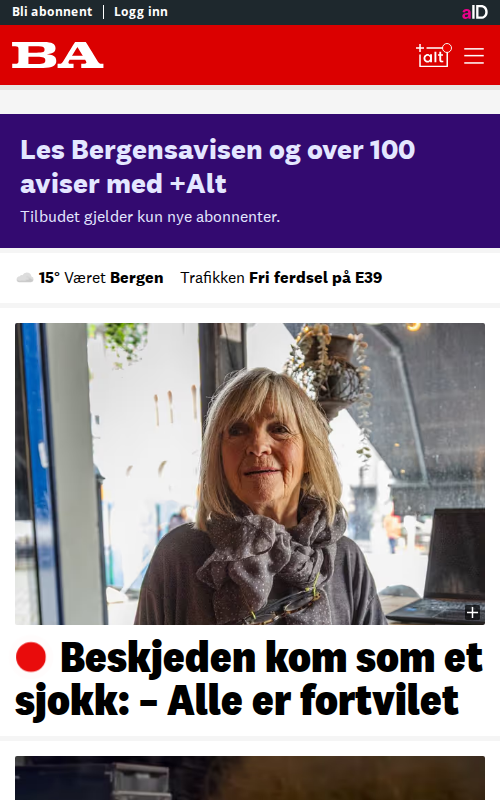 Bli abonnent | Logg inn
aID
BA
+alt
Les Bergensavisen og over 100
aviser med +Alt
Tilbudet gjelder kun nye abonnenter.
15° Været Bergen Trafikken Fri ferdsel på E39
Beskjeden kom som et
sjokk: – Alle er fortvilet